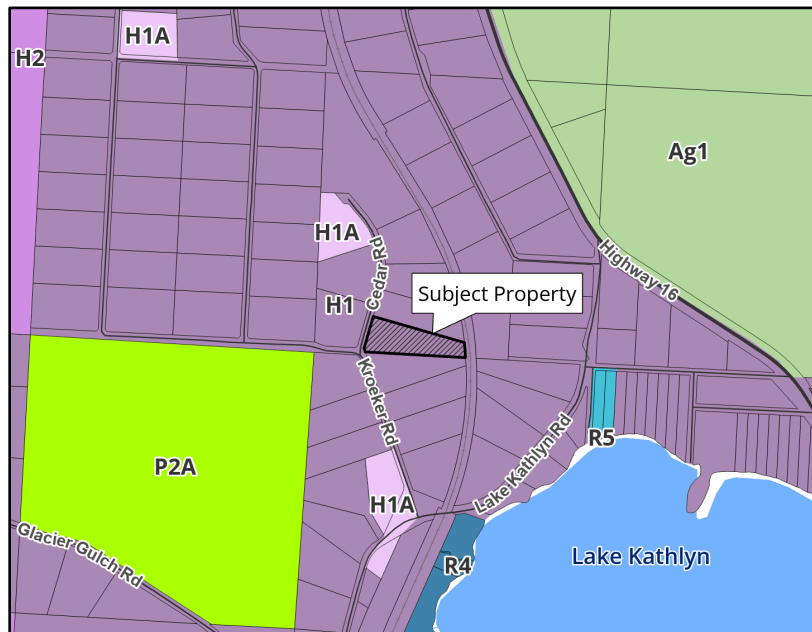 H1A
H2
Ag1
H1A
Cedar Rd
Highway 16
H1
Subject Property
Kroeker Rd
R5
Lake Kathlyn Rd
P2A
H1A
Glacier Gulch Rd
R4
Lake Kathlyn